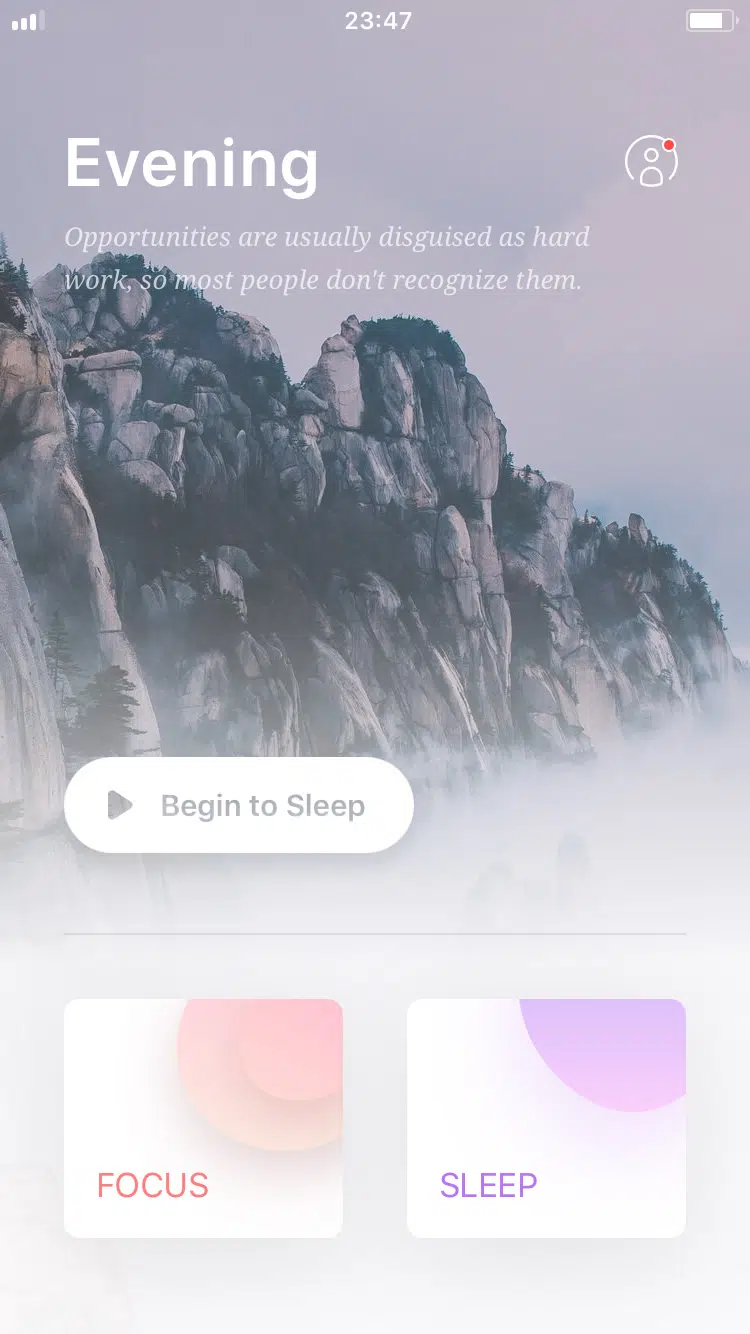 23:47
Evening
Opportunities are usually disguised as hard
work, so most people don't recognize them.
Begin to Sleep
FOCUS
SLEEP